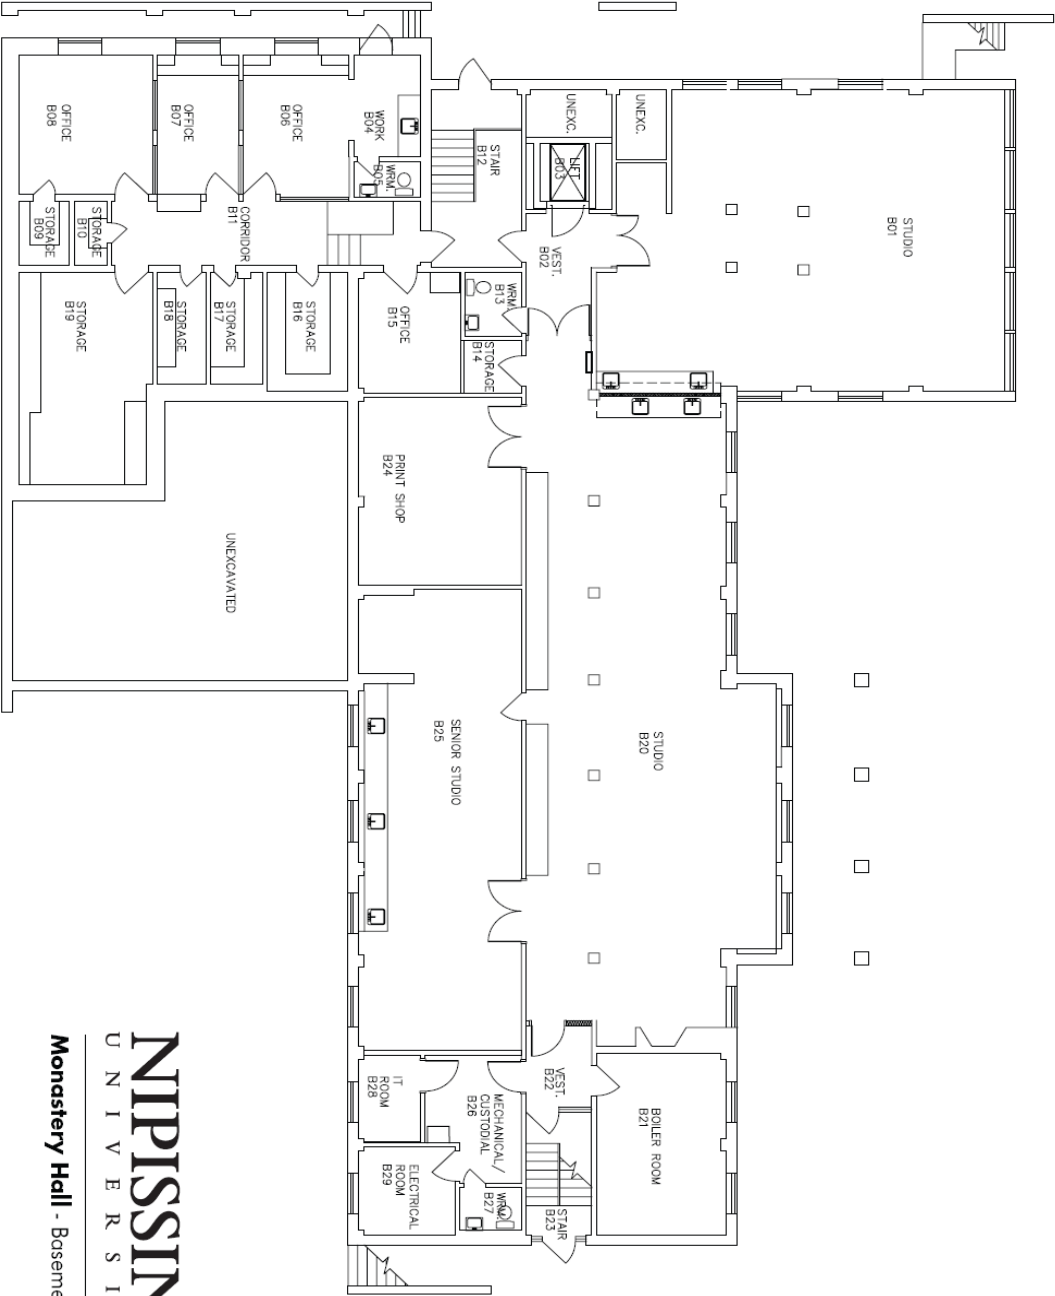 OFFICE
B08
OFFICE
B07
OFFICE
B06
WORK
B04
WRM.
B05
STAIR
B12
UNEXC.
UNEXC.
LIFT
B03
STUDIO
B01
STORAGE
B09
STORAGE
B10
CORRIDOR
B11
VEST.
B02
STORAGE
B19
STORAGE
B18
STORAGE
B17
STORAGE
B16
OFFICE
B15
WRM.
B13
STORAGE
B14
PRINT SHOP
B24
UNEXCAVATED
SENIOR STUDIO
B25
STUDIO
B20
IT
ROOM
B28
MECHANICAL/
CUSTODIAL
B26
VEST.
B22
BOILER ROOM
B21
ELECTRICAL
ROOM
B29
WRM.
B27
STAIR
B23
NIPISSIN
UNIVERSI
Monastery Hall - Baseme